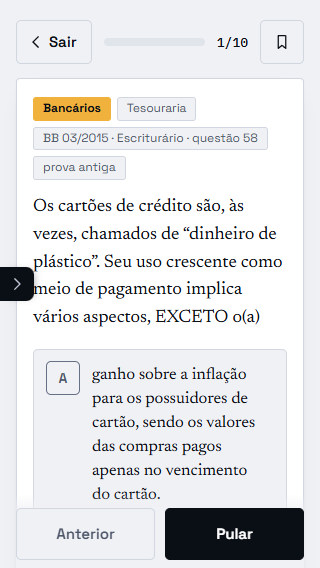 Sair
1/10
Bancários
Tesouraria
BB 03/2015 · Escriturário · questão 58
prova antiga
Os cartões de crédito são, às
vezes, chamados de “dinheiro de
plástico”. Seu uso crescente como
meio de pagamento implica
vários aspectos, EXCETO o(a)
A
ganho sobre a inflação
para os possuidores de
cartão, sendo os valores
das compras pagos
apenas no vencimento
do cartão.
Anterior
Pular